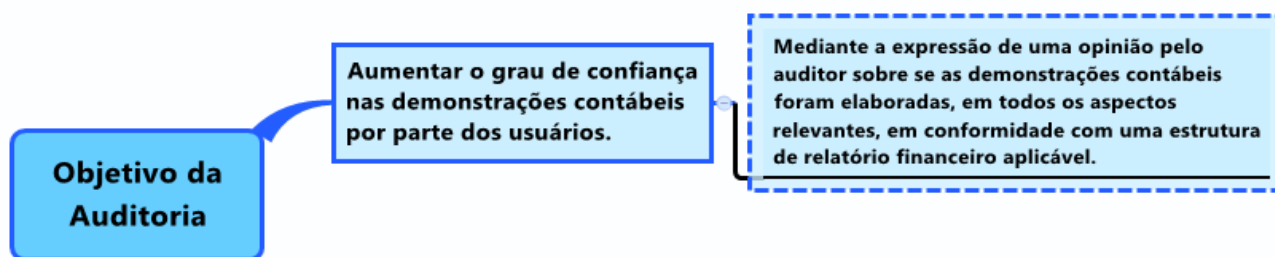 Objetivo da
Auditoria
Aumentar o grau de confiança
nas demonstrações contábeis
por parte dos usuários.
Mediante a expressão de uma opinião pelo
auditor sobre se as demonstrações contábeis
foram elaboradas, em todos os aspectos
relevantes, em conformidade com uma estrutura
de relatório financeiro aplicável.